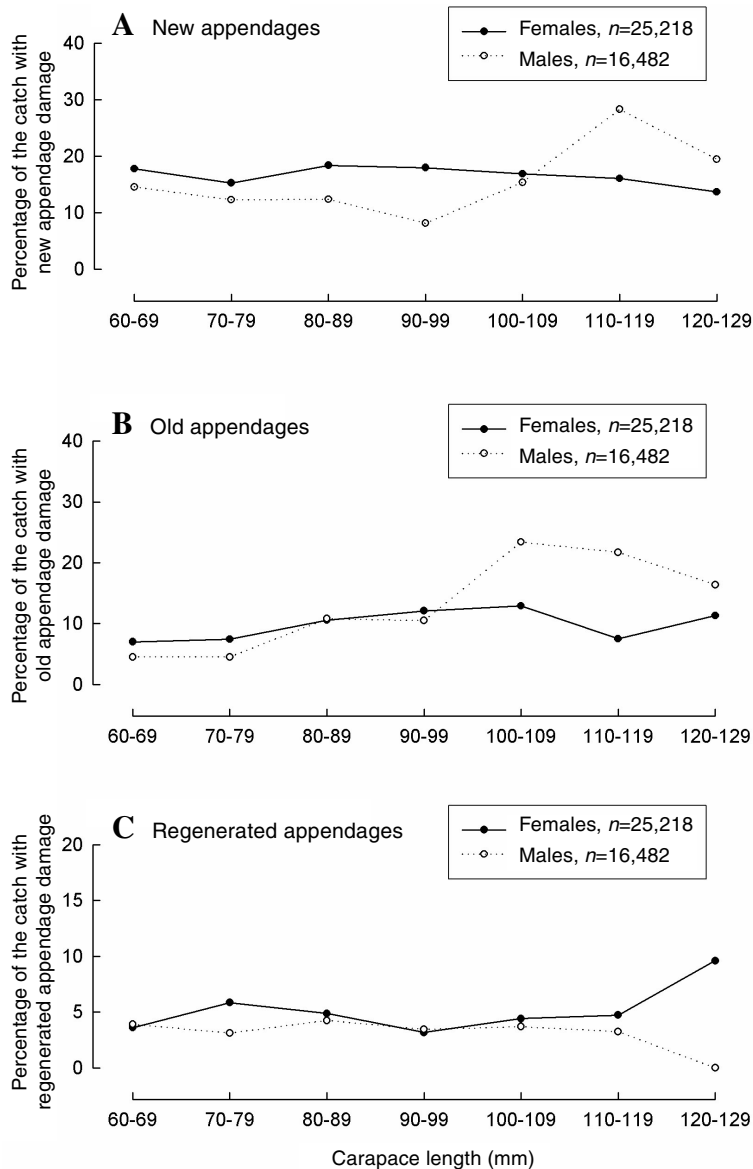 A New appendages
Females, n=25,218
Males, n=16,482
Percentage of the catch with
new appendage damage
40
30
20
10
0
60-69 70-79 80-89 90-99 100-109 110-119 120-129
B Old appendages
Females, n=25,218
Males, n=16,482
Percentage of the catch with
old appendage damage
40
30
20
10
0
60-69 70-79 80-89 90-99 100-109 110-119 120-129
C Regenerated appendages
Females, n=25,218
Males, n=16,482
Percentage of the catch with
regenerated appendage damage
20
15
10
5
0
60-69 70-79 80-89 90-99 100-109 110-119 120-129
Carapace length (mm)